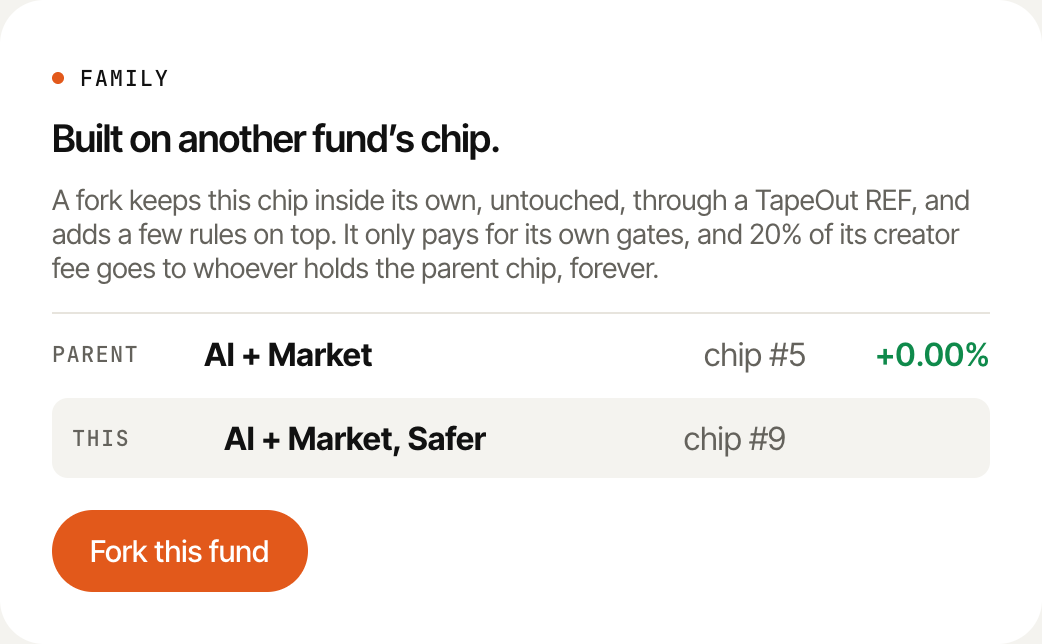 FAMILY
Built on another fund’s chip.
A fork keeps this chip inside its own, untouched, through a TapeOut REF, and
adds a few rules on top. It only pays for its own gates, and 20% of its creator
fee goes to whoever holds the parent chip, forever.
PARENT AI + Market chip #5 +0.00%
THIS AI + Market, Safer chip #9
Fork this fund